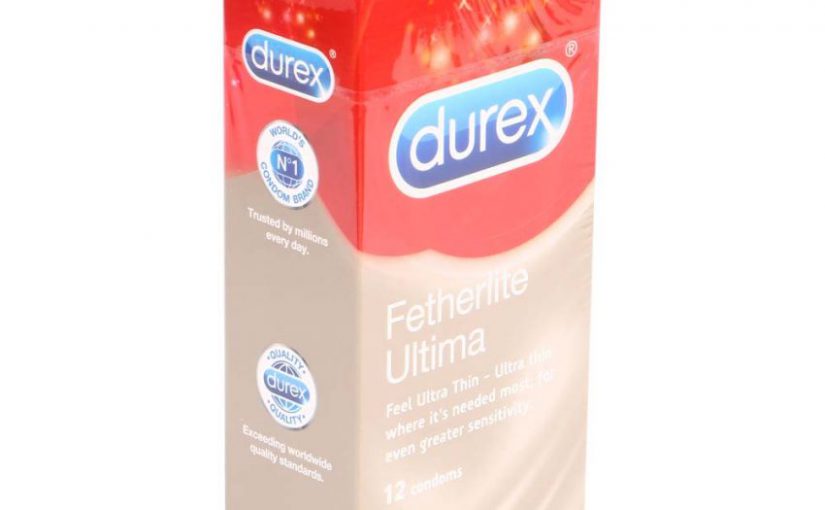 durex®
WORLD'S
N°1
CONDOM BRAND
Trusted by millions
every day.
QUALITY
durex
QUALITY
Exceeding worldwide
quality standards.
durex®
Fetherlite
Ultima
Feel Ultra Thin – Ultra thin
where it's needed most, for
even greater sensitivity.
12 condoms